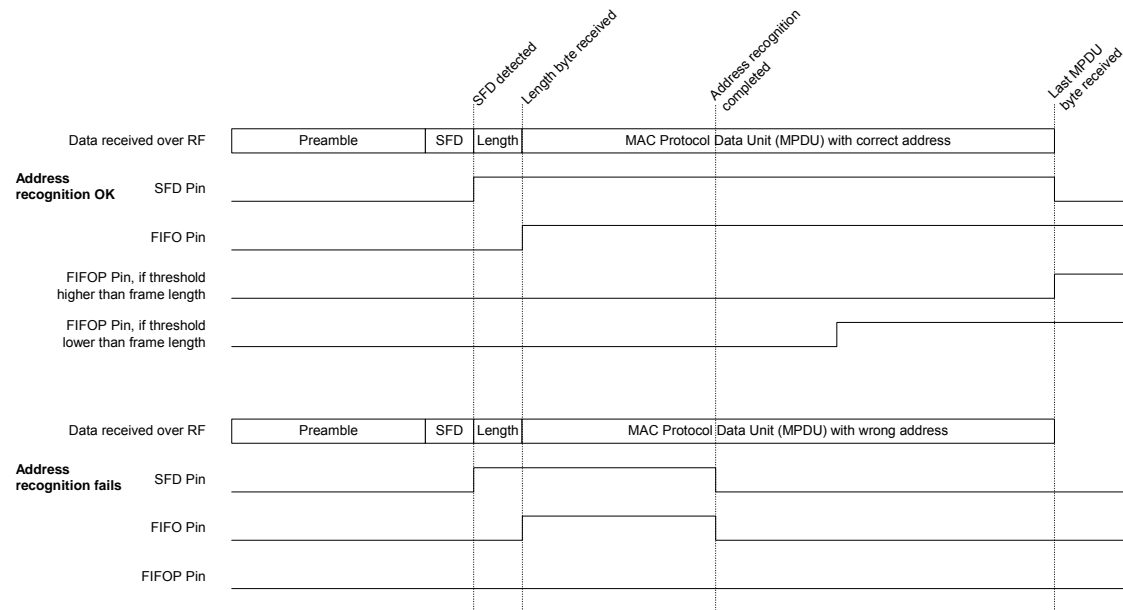 SFD detected
Length byte received
Address recognition
completed
Last MPDU
byte received
Data received over RF
Preamble
SFD
Length
MAC Protocol Data Unit (MPDU) with correct address
Address
recognition OK
SFD Pin
FIFO Pin
FIFOP Pin, if threshold
higher than frame length
FIFOP Pin, if threshold
lower than frame length
Data received over RF
Preamble
SFD
Length
MAC Protocol Data Unit (MPDU) with wrong address
Address
recognition fails
SFD Pin
FIFO Pin
FIFOP Pin